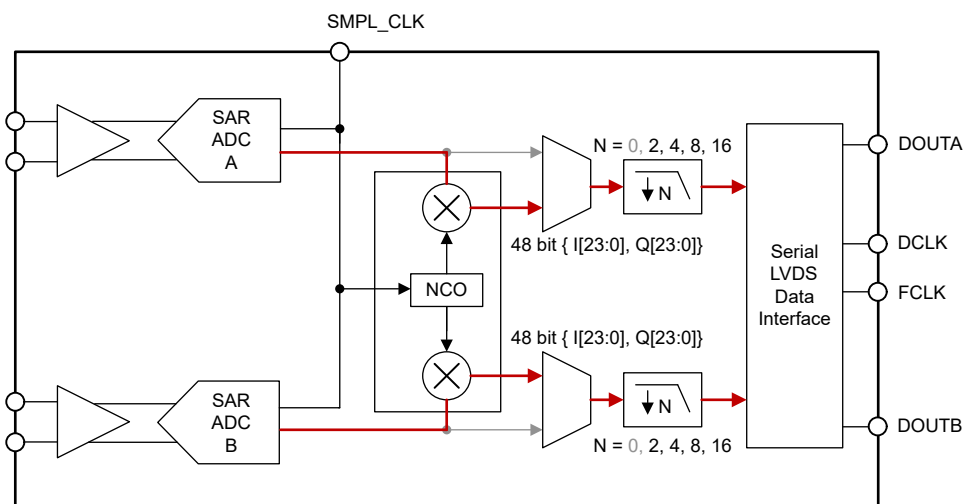 SMPL_CLK
SAR
ADC
A
N = 0, 2, 4, 8, 16
DOUTA
N
48 bit { I[23:0], Q[23:0]}
DCLK
Serial
LVDS
Data
Interface
NCO
FCLK
48 bit { I[23:0], Q[23:0]}
SAR
ADC
B
N
DOUTB
N = 0, 2, 4, 8, 16